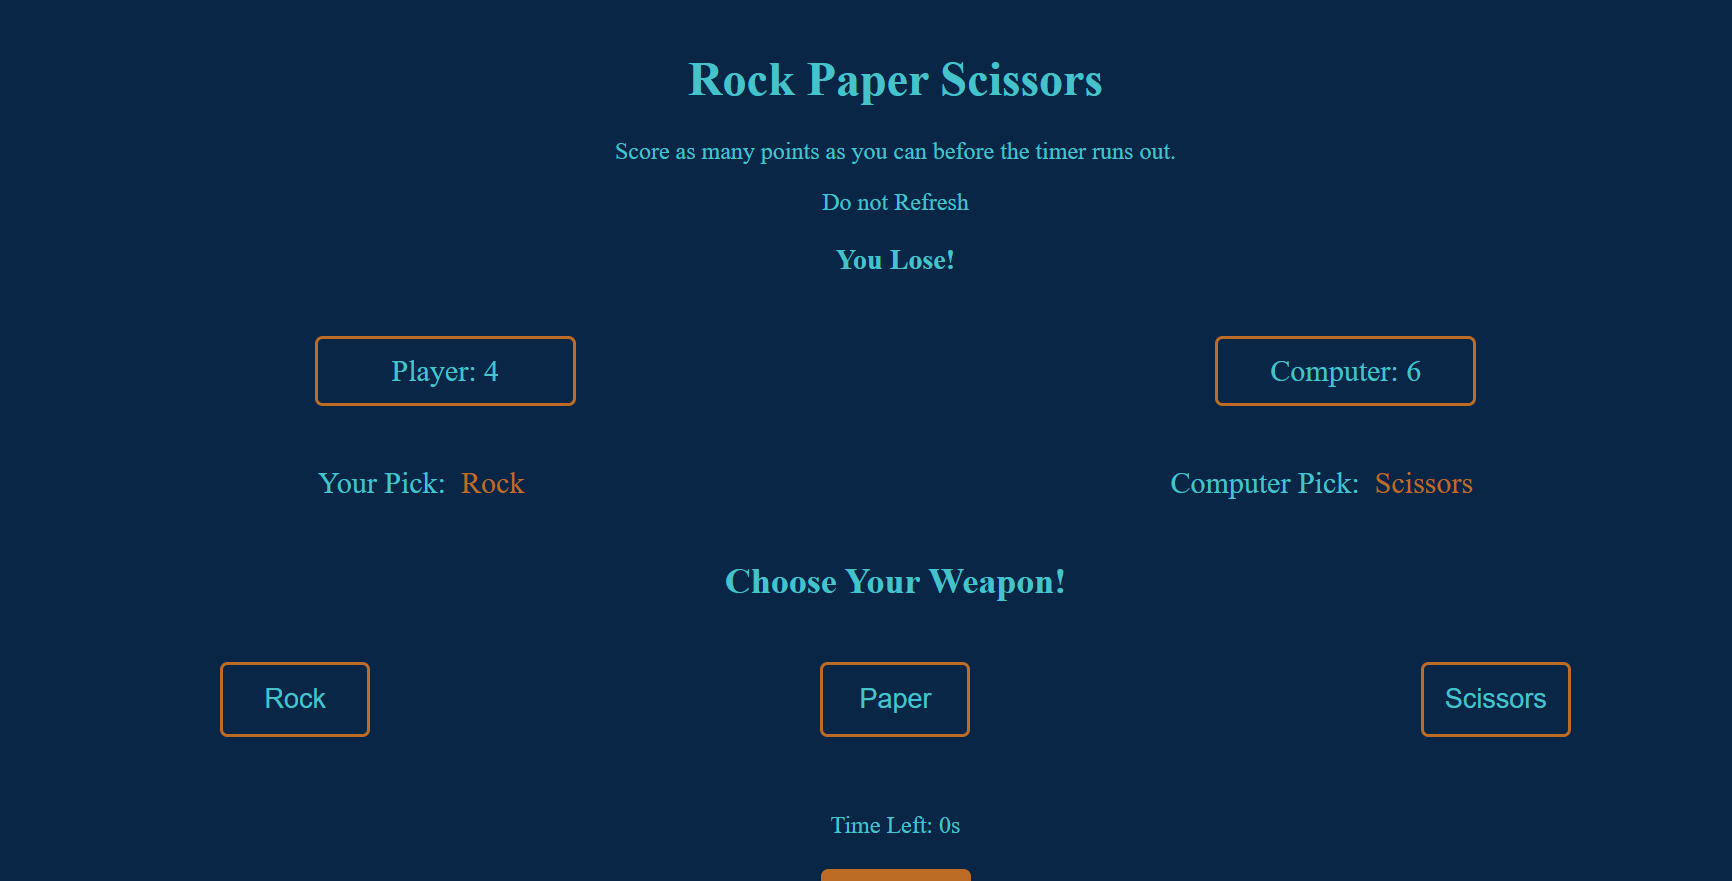 Rock Paper Scissors
Score as many points as you can before the timer runs out.
Do not Refresh
You Lose!
Player: 4
Computer: 6
Your Pick: Rock
Computer Pick: Scissors
Choose Your Weapon!
Rock
Paper
Scissors
Time Left: 0s